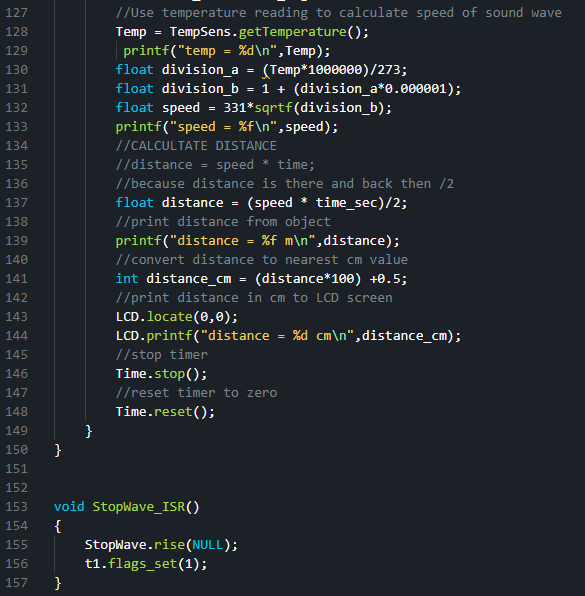 127 //Use temperature reading to calculate speed of sound wave
128 Temp = TempSens.getTemperature();
129 printf("temp = %d\n",Temp);
130 float division_a = (Temp*1000000)/273;
131 float division_b = 1 + (division_a*0.000001);
132 float speed = 331*sqrtf(division_b);
133 printf("speed = %f\n",speed);
134 //CALCULTATE DISTANCE
135 //distance = speed * time;
136 //because distance is there and back then /2
137 float distance = (speed * time_sec)/2;
138 //print distance from object
139 printf("distance = %f m\n",distance);
140 //convert distance to nearest cm value
141 int distance_cm = (distance*100) +0.5;
142 //print distance in cm to LCD screen
143 LCD.locate(0,0);
144 LCD.printf("distance = %d cm\n",distance_cm);
145 //stop timer
146 Time.stop();
147 //reset timer to zero
148 Time.reset();
149 }
150 }
151
152
153 void StopWave_ISR()
154 {
155 StopWave.rise(NULL);
156 t1.flags_set(1);
157 }